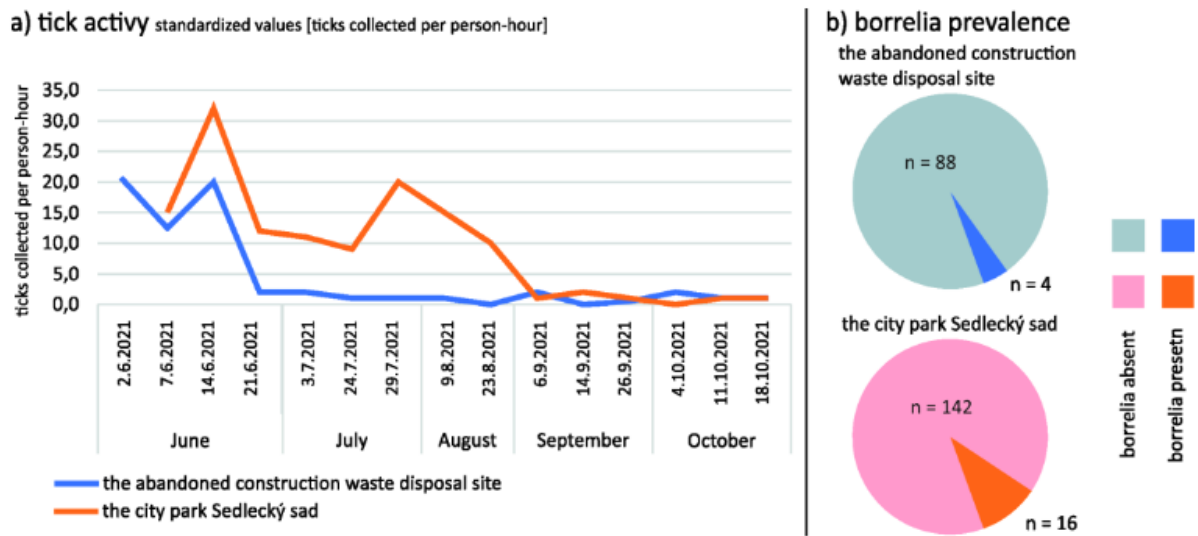 a) tick activy standardized values [ticks collected per person-hour]
ticks collected per person-hour
35,0
30,0
25,0
20,0
15,0
10,0
5,0
0,0
2.6.2021
7.6.2021
14.6.2021
21.6.2021
3.7.2021
24.7.2021
29.7.2021
9.8.2021
23.8.2021
6.9.2021
14.9.2021
26.9.2021
4.10.2021
11.10.2021
18.10.2021
June
July
August
September
October
the abandoned construction waste disposal site
the city park Sedlecký sad
b) borrelia prevalence
the abandoned construction
waste disposal site
n = 88
n = 4
the city park Sedlecký sad
n = 142
n = 16
borrelia absent
borrelia presetn